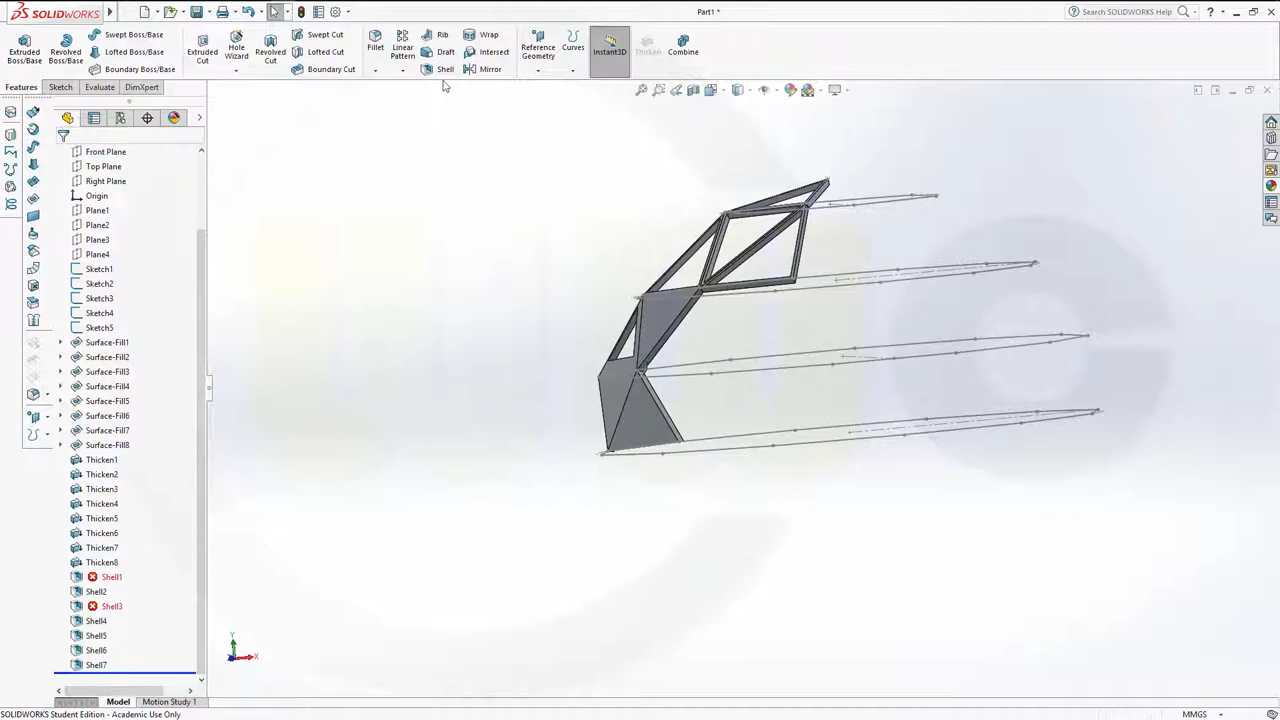 SOLIDWORKS
Part1 *
Search SOLIDWORKS Help
Extruded Boss/Base
Revolved Boss/Base
Swept Boss/Base
Lofted Boss/Base
Boundary Boss/Base
Extruded Cut
Hole Wizard
Revolved Cut
Swept Cut
Lofted Cut
Boundary Cut
Fillet
Linear Pattern
Rib
Draft
Shell
Wrap
Intersect
Mirror
Reference Geometry
Curves
Instant3D
Thicken
Combine
Features
Sketch
Evaluate
DimXpert
Front Plane
Top Plane
Right Plane
Origin
Plane1
Plane2
Plane3
Plane4
Sketch1
Sketch2
Sketch3
Sketch4
Sketch5
Surface-Fill1
Surface-Fill2
Surface-Fill3
Surface-Fill4
Surface-Fill5
Surface-Fill6
Surface-Fill7
Surface-Fill8
Thicken1
Thicken2
Thicken3
Thicken4
Thicken5
Thicken6
Thicken7
Thicken8
Shell1
Shell2
Shell3
Shell4
Shell5
Shell6
Shell7
Y
X
Model
Motion Study 1
SOLIDWORKS Student Edition - Academic Use Only
MMGS